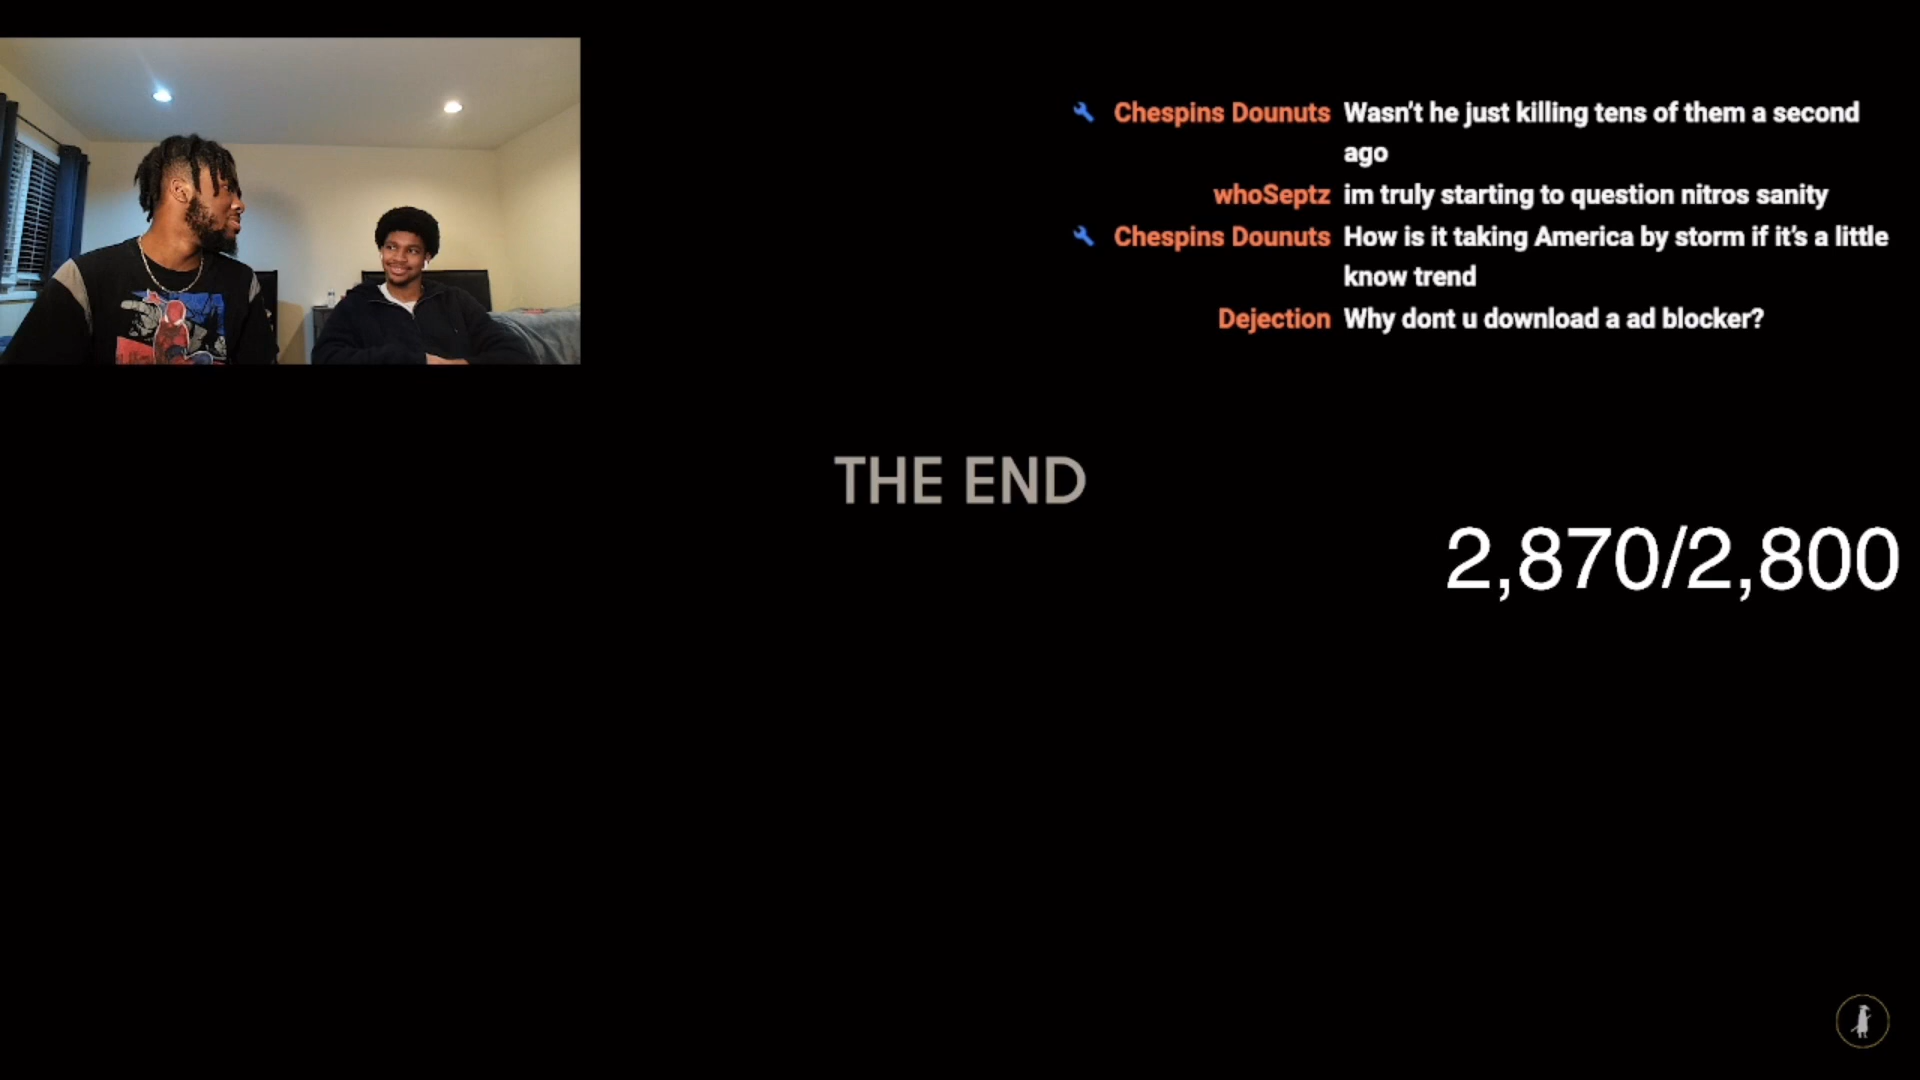 Chespins Dounuts Wasn't he just killing tens of them a second
ago
whoSeptz im truly starting to question nitros sanity
Chespins Dounuts How is it taking America by storm if it's a little
know trend
Dejection Why dont u download a ad blocker?
THE END
2,870/2,800